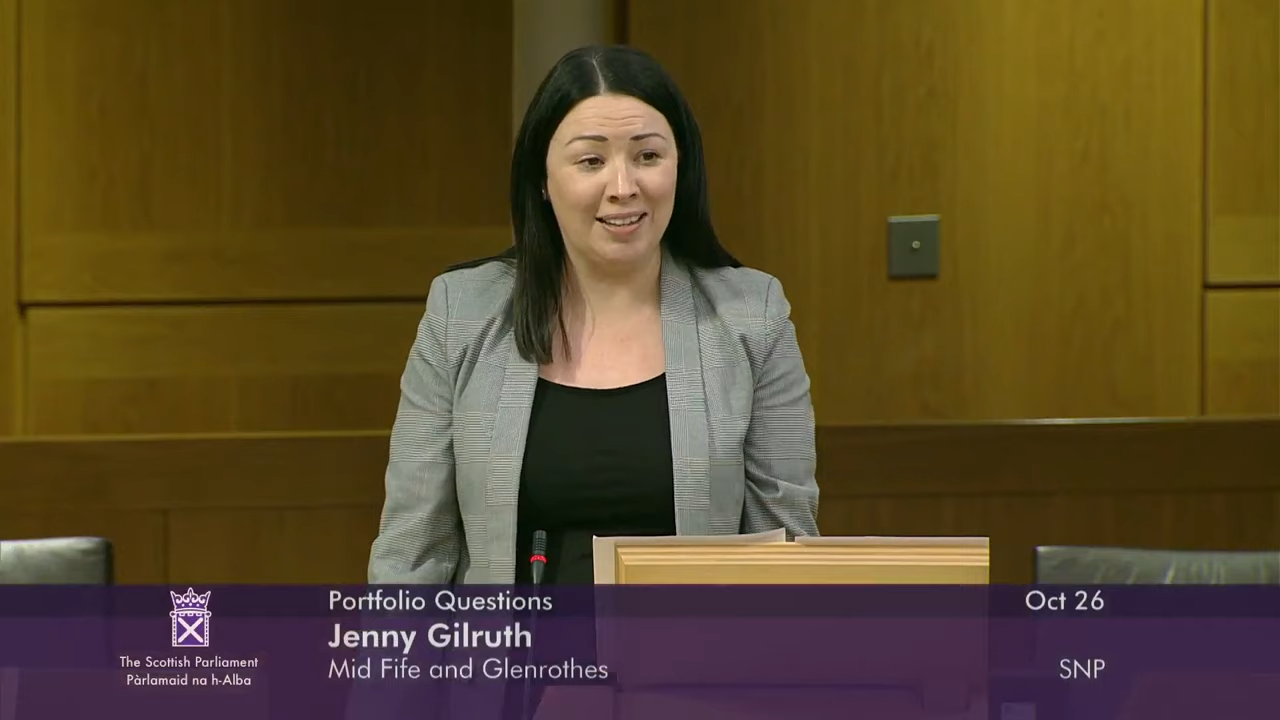 Portfolio Questions
Oct 26
Jenny Gilruth
Mid Fife and Glenrothes
SNP
The Scottish Parliament
Pàrlamaid na h-Alba